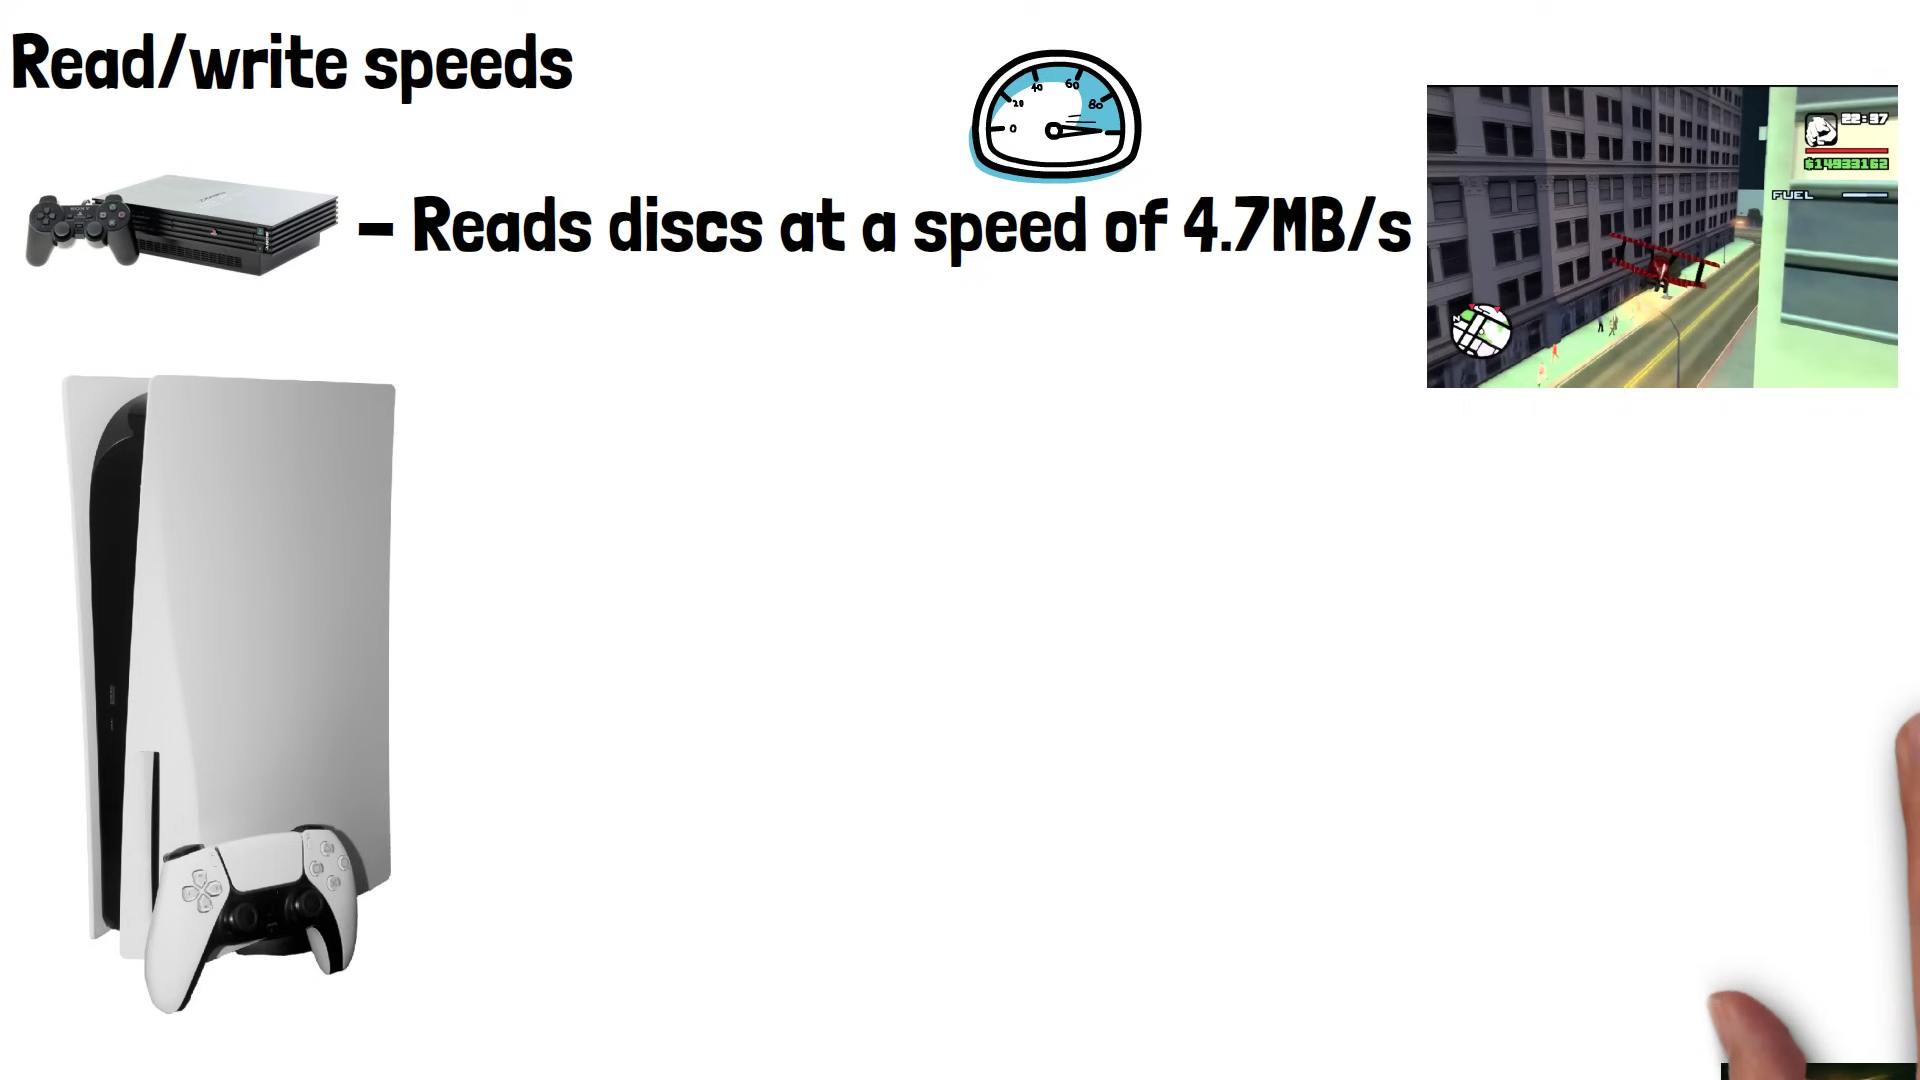 Read/write speeds
0 20 40 60 80
- Reads discs at a speed of 4.7MB/s
22:37
$14933162
FUEL